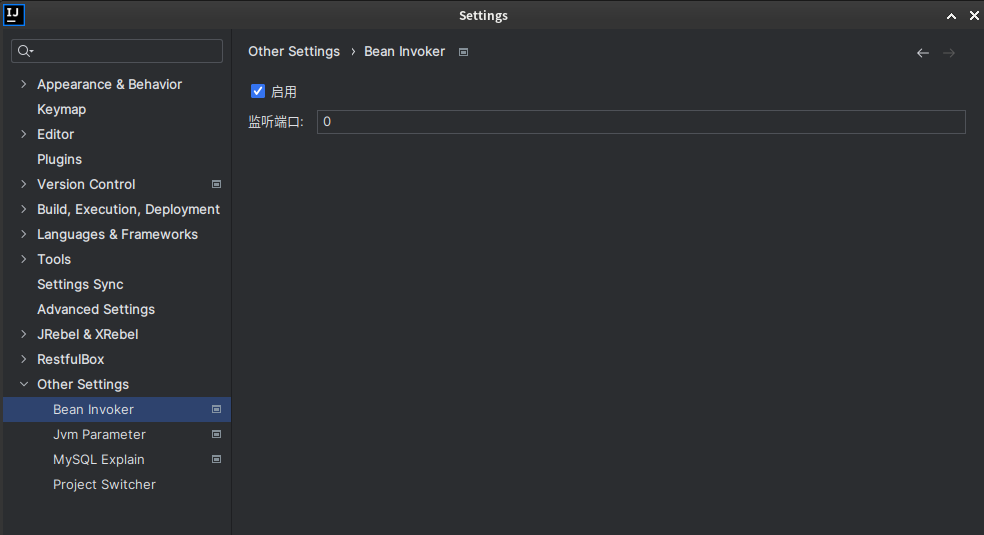 IJ
Settings
Other Settings › Bean Invoker
Appearance & Behavior
Keymap
Editor
Plugins
Version Control
Build, Execution, Deployment
Languages & Frameworks
Tools
Settings Sync
Advanced Settings
JRebel & XRebel
RestfulBox
Other Settings
Bean Invoker
Jvm Parameter
MySQL Explain
Project Switcher
启用
监听端口: 0